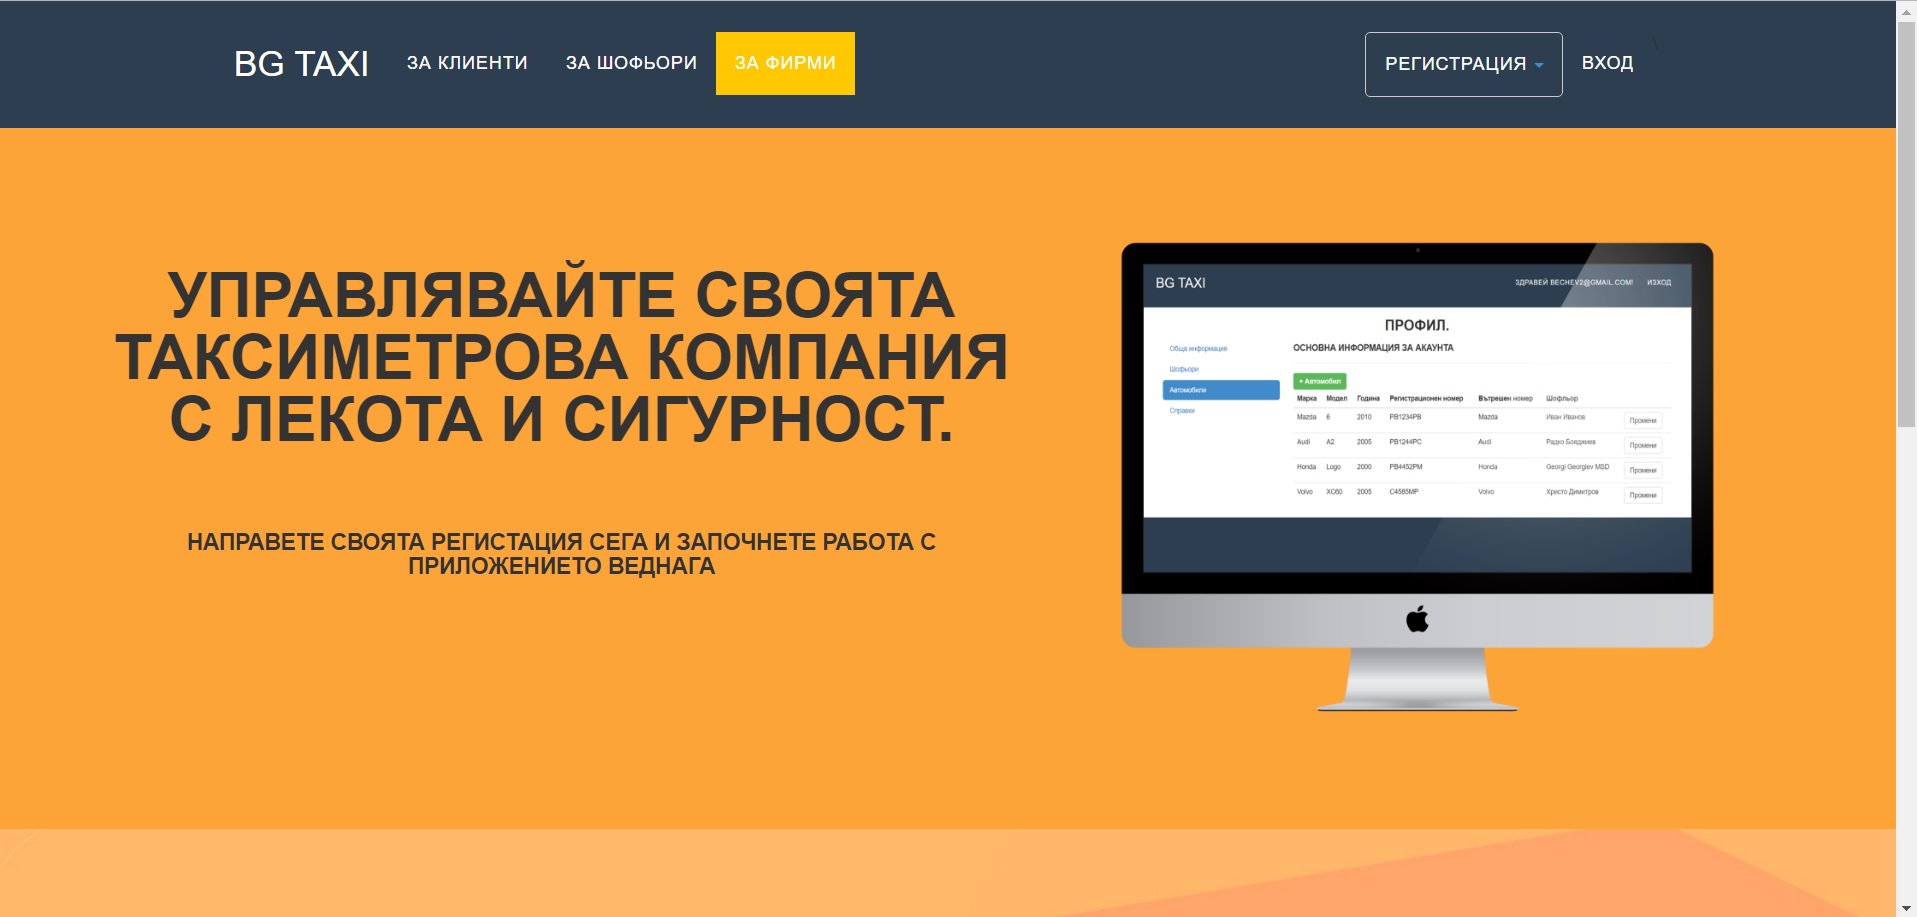 BG TAXI ЗА КЛИЕНТИ ЗА ШОФЬОРИ ЗА ФИРМИ РЕГИСТРАЦИЯ ВХОД
УПРАВЛЯВАЙТЕ СВОЯТА
ТАКСИМЕТРОВА КОМПАНИЯ
С ЛЕКОТА И СИГУРНОСТ.
НАПРАВЕТЕ СВОЯТА РЕГИСТАЦИЯ СЕГА И ЗАПОЧНЕТЕ РАБОТА С
ПРИЛОЖЕНИЕТО ВЕДНАГА
BG TAXI ЗДРАВЕЙ BECHEV2@GMAIL.COM! ИЗХОД
ПРОФИЛ.
Обща информация
Шофьори
Автомобили
Справки
ОСНОВНА ИНФОРМАЦИЯ ЗА АКАУНТА
+ Автомобил
Марка Модел Година Регистрационен номер Вътрешен номер Шофьор
Mazda 6 2010 PB1234PB Mazda Иван Иванов Промени
Audi A2 2005 PB1244PC Audi Радко Бояджиев Промени
Honda Logo 2000 PB4452PM Honda Georgi Georgiev MSD Промени
Volvo XC60 2005 C4585MP Volvo Христо Димитров Промени